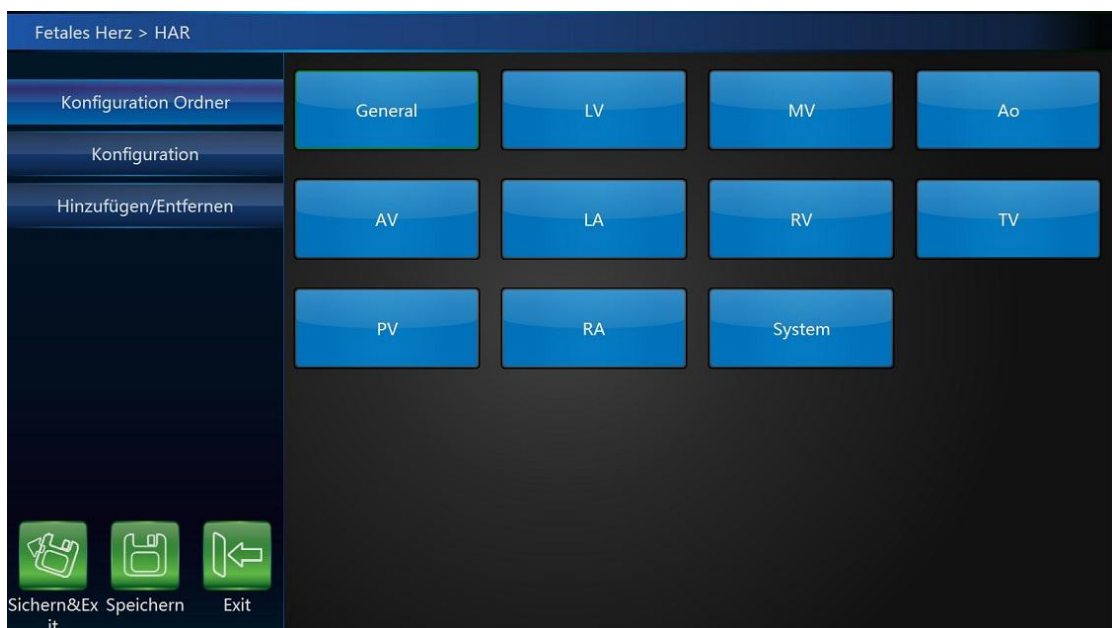 Fetales Herz > HAR
Konfiguration Ordner
Konfiguration
Hinzufügen/Entfernen
General LV MV Ao
AV LA RV TV
PV RA System
Sichern&Ex Speichern Exit
it